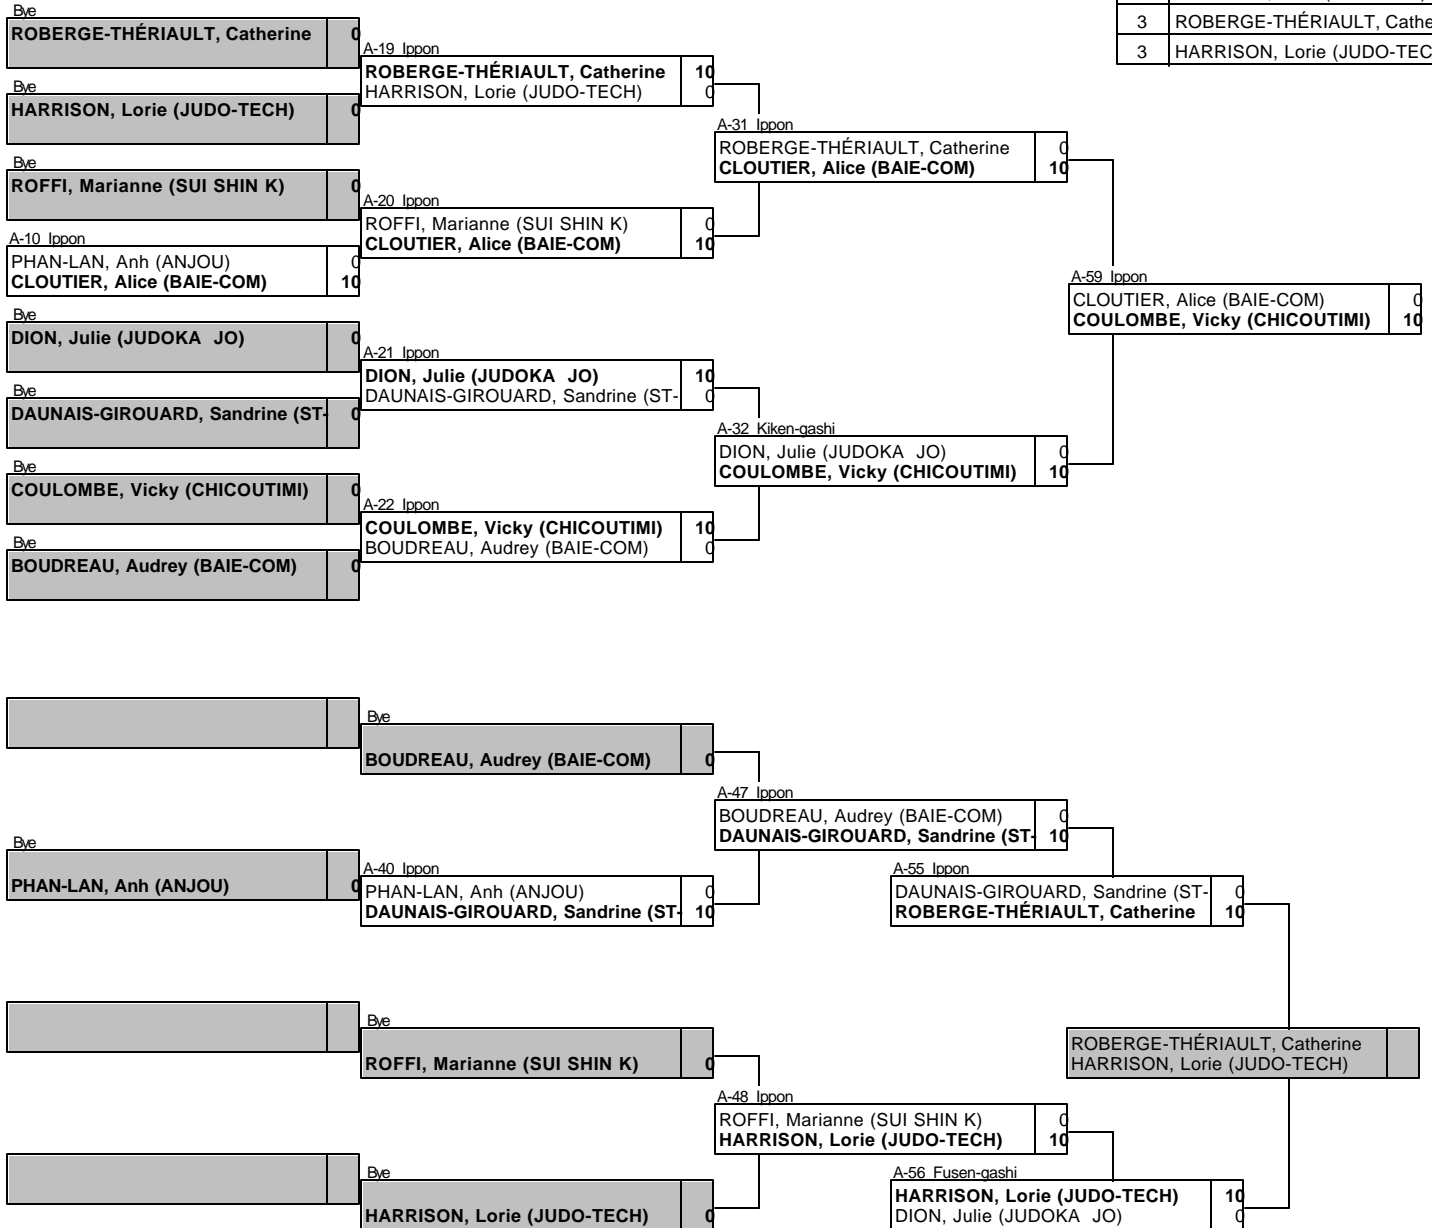 3 ROBERGE-THÉRIAULT, Cathe
3 HARRISON, Lorie (JUDO-TEC
Bye
ROBERGE-THÉRIAULT, Catherine 0
Bye
HARRISON, Lorie (JUDO-TECH) 0
Bye
ROFFI, Marianne (SUI SHIN K) 0
A-10 Ippon
PHAN-LAN, Anh (ANJOU) 0
CLOUTIER, Alice (BAIE-COM) 10
Bye
DION, Julie (JUDOKA JO) 0
Bye
DAUNAIS-GIROUARD, Sandrine (ST- 0
Bye
COULOMBE, Vicky (CHICOUTIMI) 0
Bye
BOUDREAU, Audrey (BAIE-COM) 0
A-19 Ippon
ROBERGE-THÉRIAULT, Catherine 10
HARRISON, Lorie (JUDO-TECH) 0
A-20 Ippon
ROFFI, Marianne (SUI SHIN K) 0
CLOUTIER, Alice (BAIE-COM) 10
A-21 Ippon
DION, Julie (JUDOKA JO) 10
DAUNAIS-GIROUARD, Sandrine (ST- 0
A-22 Ippon
COULOMBE, Vicky (CHICOUTIMI) 10
BOUDREAU, Audrey (BAIE-COM) 0
A-31 Ippon
ROBERGE-THÉRIAULT, Catherine 0
CLOUTIER, Alice (BAIE-COM) 10
A-32 Kiken-gashi
DION, Julie (JUDOKA JO) 0
COULOMBE, Vicky (CHICOUTIMI) 10
A-59 Ippon
CLOUTIER, Alice (BAIE-COM) 0
COULOMBE, Vicky (CHICOUTIMI) 10
Bye
PHAN-LAN, Anh (ANJOU) 0
Bye
BOUDREAU, Audrey (BAIE-COM) 0
A-40 Ippon
PHAN-LAN, Anh (ANJOU) 0
DAUNAIS-GIROUARD, Sandrine (ST- 10
Bye
ROFFI, Marianne (SUI SHIN K) 0
Bye
HARRISON, Lorie (JUDO-TECH) 0
A-47 Ippon
BOUDREAU, Audrey (BAIE-COM) 0
DAUNAIS-GIROUARD, Sandrine (ST- 10
A-48 Ippon
ROFFI, Marianne (SUI SHIN K) 0
HARRISON, Lorie (JUDO-TECH) 10
A-55 Ippon
DAUNAIS-GIROUARD, Sandrine (ST- 0
ROBERGE-THÉRIAULT, Catherine 10
A-56 Fusen-gashi
HARRISON, Lorie (JUDO-TECH) 10
DION, Julie (JUDOKA JO) 0
ROBERGE-THÉRIAULT, Catherine
HARRISON, Lorie (JUDO-TECH)